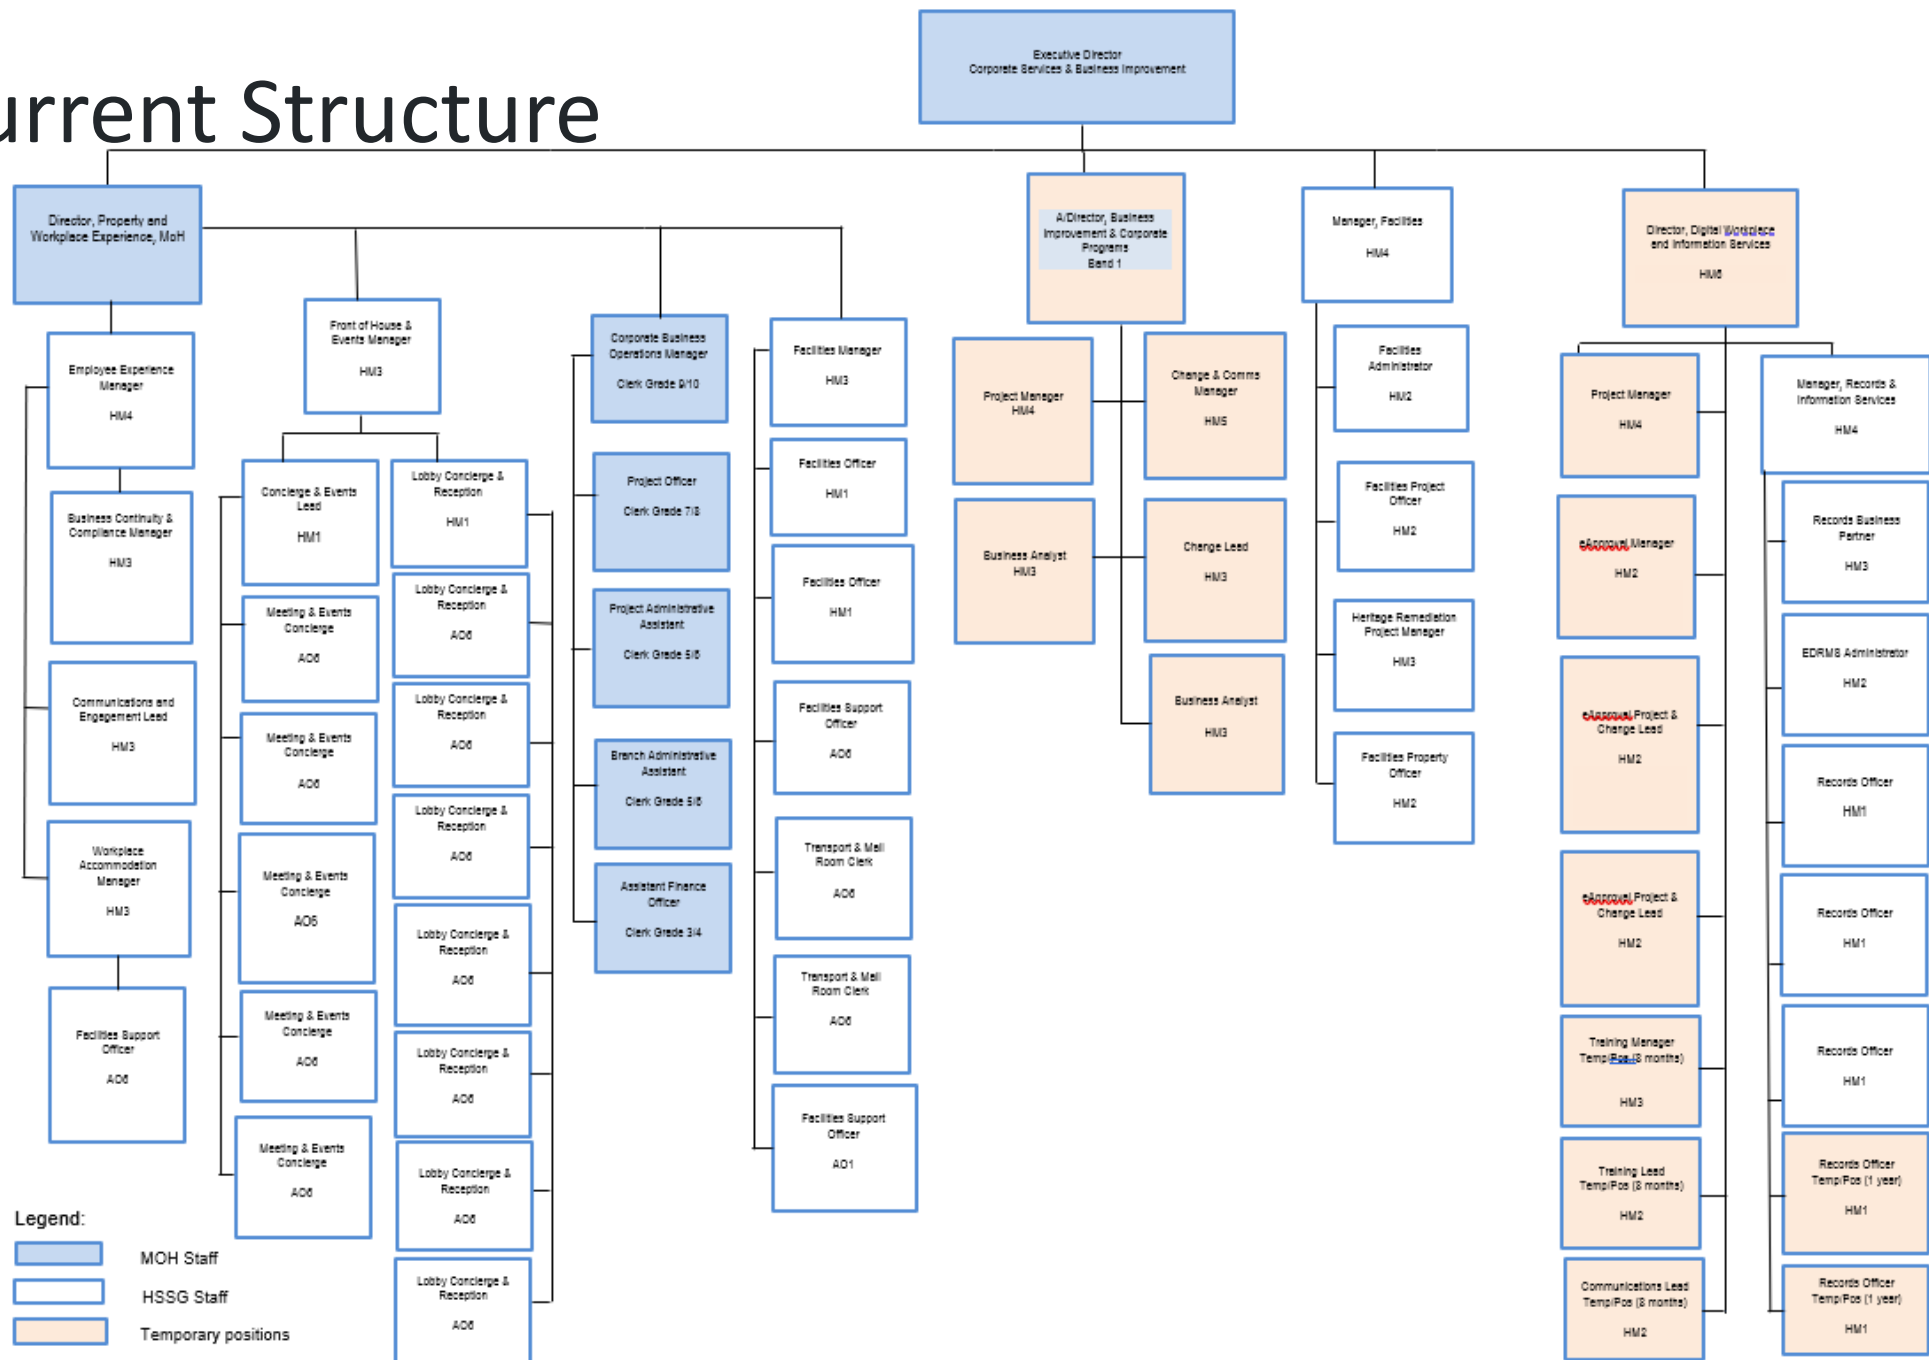 urrent Structure
Executive Director
Corporate Services & Business Improvement
Director, Property and
Workplace Experience, MoH
Employee Experience
Manager
HM4
Business Continuity &
Compliance Manager
HM3
Communications and
Engagement Lead
HM3
Workplace
Accommodation
Manager
HM3
Facilities Support
Officer
AO6
Front of House &
Events Manager
HM3
Concierge & Events
Lead
HM1
Meeting & Events
Concierge
AO6
Meeting & Events
Concierge
AO6
Meeting & Events
Concierge
AO5
Meeting & Events
Concierge
AO6
Meeting & Events
Concierge
AO6
Lobby Concierge &
Reception
HM1
Lobby Concierge &
Reception
AO6
Lobby Concierge &
Reception
AO6
Lobby Concierge &
Reception
AO6
Lobby Concierge &
Reception
AO6
Lobby Concierge &
Reception
AO6
Lobby Concierge &
Reception
AO6
Lobby Concierge &
Reception
AO6
Corporate Business
Operations Manager
Clerk Grade 9/10
Project Officer
Clerk Grade 7/8
Project Administrative
Assistant
Clerk Grade 5/6
Branch Administrative
Assistant
Clerk Grade 5/6
Assistant Finance
Officer
Clerk Grade 3/4
Facilities Manager
HM3
Facilities Officer
HM1
Facilities Officer
HM1
Facilities Support
Officer
AO6
Transport & Mail
Room Clerk
AO6
Transport & Mail
Room Clerk
AO6
Facilities Support
Officer
AO1
A/Director, Business
Improvement & Corporate
Programs
Band 1
Project Manager
HM4
Change & Comms
Manager
HM5
Business Analyst
HM3
Change Lead
HM3
Business Analyst
HM3
Manager, Facilities
HM4
Facilities
Administrator
HM2
Facilities Project
Officer
HM2
Heritage Remediation
Project Manager
HM3
Facilities Property
Officer
HM2
Director, Digital Workplace
and Information Services
HM6
Project Manager
HM4
eApproval Manager
HM2
eApproval Project &
Change Lead
HM2
eApproval Project &
Change Lead
HM2
Training Manager
Temp/Pos (8 months)
HM3
Training Lead
Temp/Pos (8 months)
HM2
Communications Lead
Temp/Pos (8 months)
HM2
Manager, Records &
Information Services
HM4
Records Business
Partner
HM3
EDRMS Administrator
HM2
Records Officer
HM1
Records Officer
HM1
Records Officer
HM1
Records Officer
Temp/Pos (1 year)
HM1
Records Officer
Temp/Pos (1 year)
HM1
Legend:
MOH Staff
HSSG Staff
Temporary positions